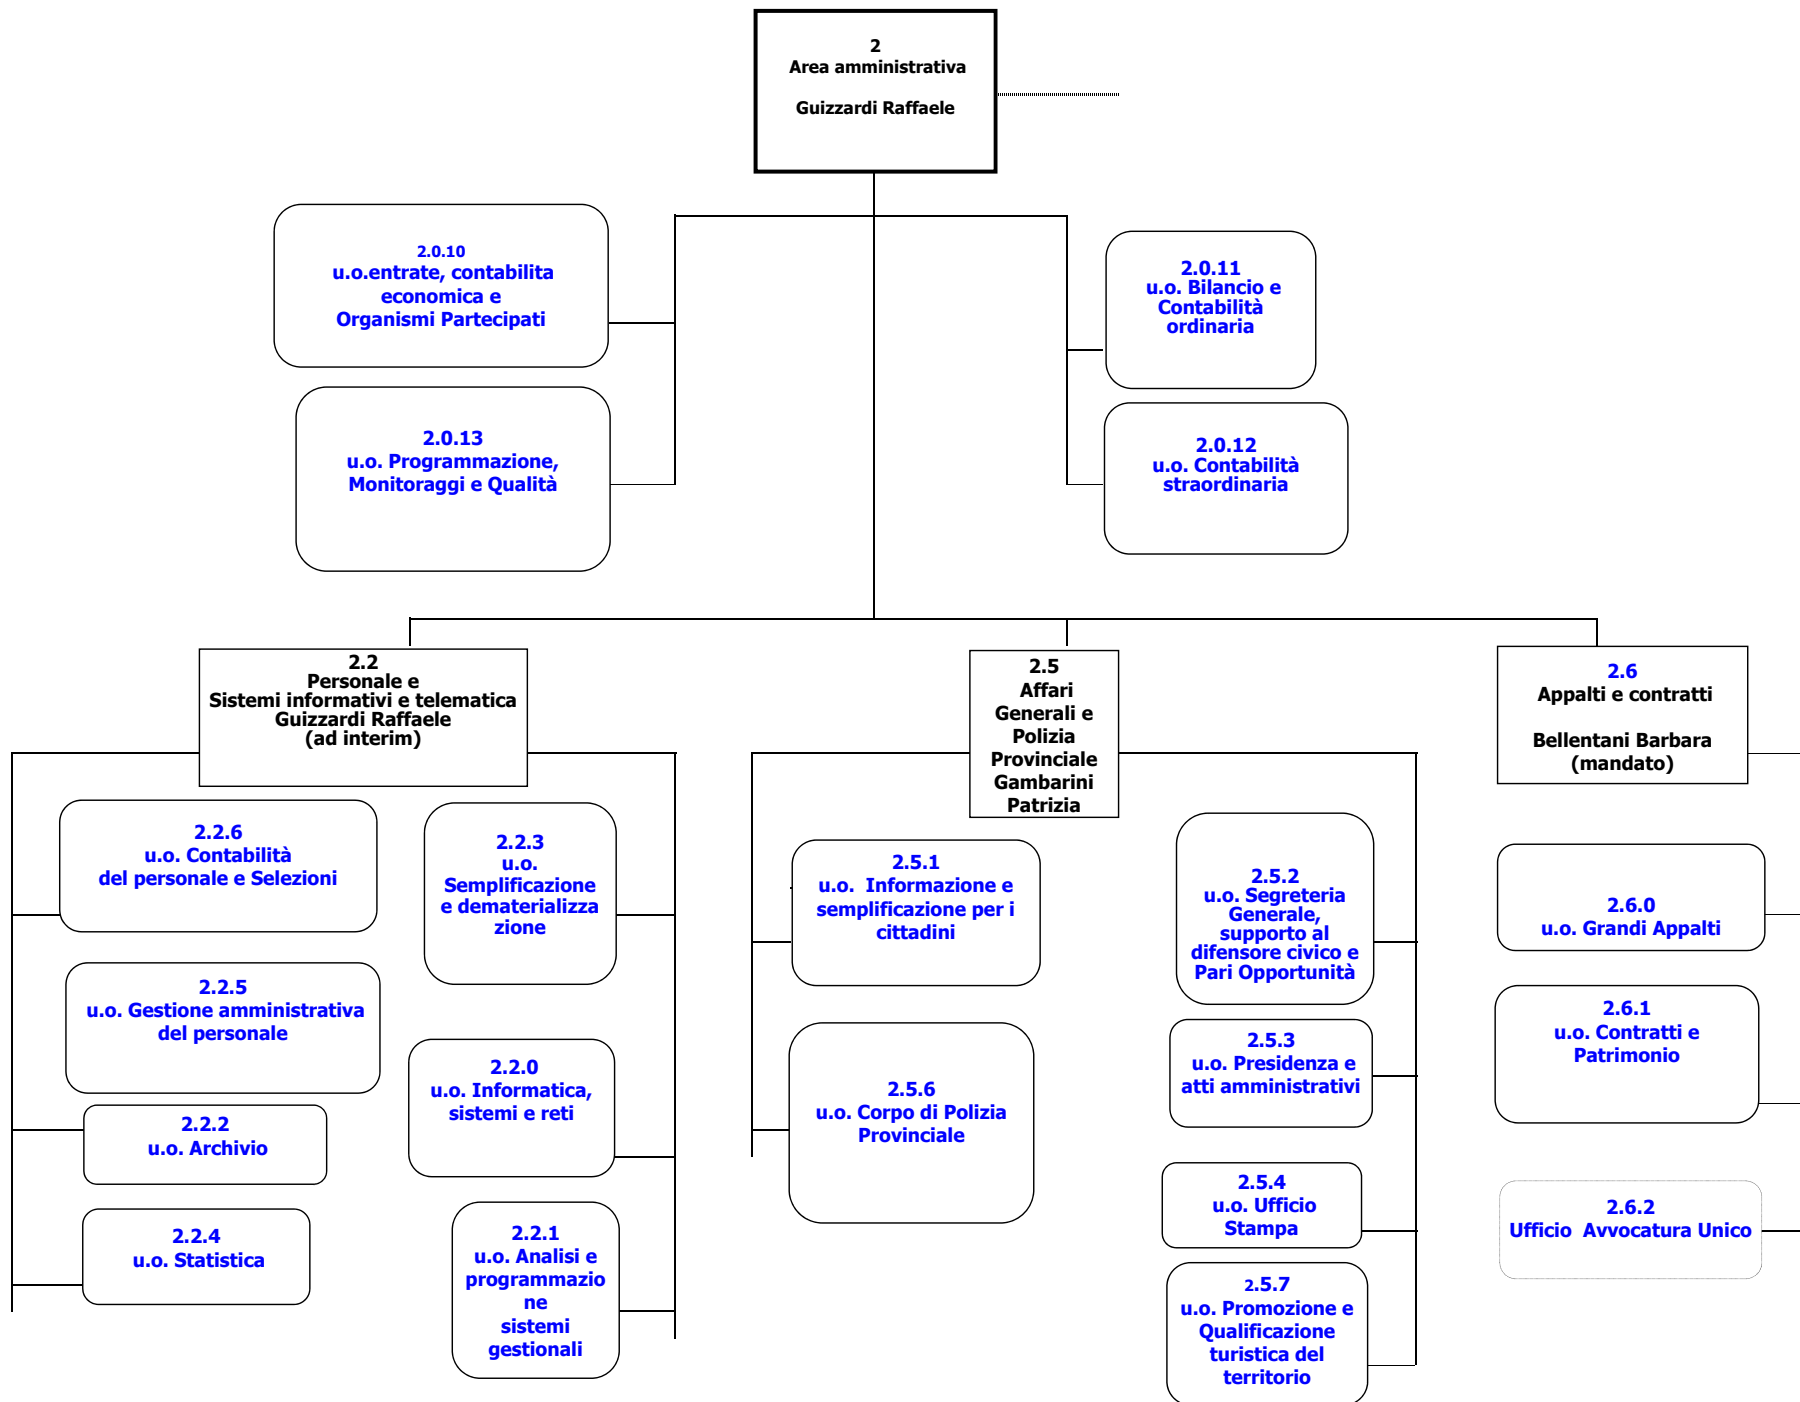 2
Area amministrativa
Guizzardi Raffaele
2.0.10
u.o.entrate, contabilita
economica e
Organismi Partecipati
2.0.11
u.o. Bilancio e
Contabilità
ordinaria
2.0.13
u.o. Programmazione,
Monitoraggi e Qualità
2.0.12
u.o. Contabilità
straordinaria
2.2
Personale e
Sistemi informativi e telematica
Guizzardi Raffaele
(ad interim)
2.5
Affari
Generali e
Polizia
Provinciale
Gambarini
Patrizia
2.6
Appalti e contratti
Bellentani Barbara
(mandato)
2.2.6
u.o. Contabilità
del personale e Selezioni
2.2.3
u.o.
Semplificazione
e dematerializza
zione
2.2.5
u.o. Gestione amministrativa
del personale
2.2.0
u.o. Informatica,
sistemi e reti
2.2.2
u.o. Archivio
2.2.4
u.o. Statistica
2.2.1
u.o. Analisi e
programmazio
ne
sistemi
gestionali
2.5.1
u.o.  Informazione e
semplificazione per i
cittadini
2.5.2
u.o. Segreteria
Generale,
supporto al
difensore civico e
Pari Opportunità
2.5.6
u.o. Corpo di Polizia
Provinciale
2.5.3
u.o. Presidenza e
atti amministrativi
2.5.4
u.o. Ufficio
Stampa
2.5.7
u.o. Promozione e
Qualificazione
turistica del
territorio
2.6.0
u.o. Grandi Appalti
2.6.1
u.o. Contratti e
Patrimonio
2.6.2
Ufficio  Avvocatura Unico